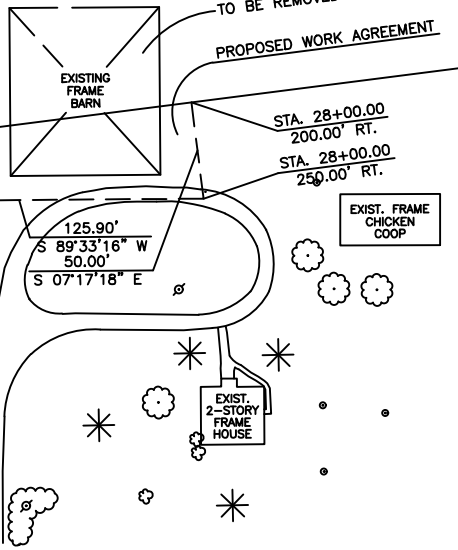 TO BE REMOVED
PROPOSED WORK AGREEMENT
EXISTING
FRAME
BARN
STA. 28+00.00
200.00' RT.
STA. 28+00.00
250.00' RT.
EXIST. FRAME
CHICKEN
COOP
125.90'
S 89°33'16" W
50.00'
S 07°17'18" E
EXIST.
2-STORY
FRAME
HOUSE